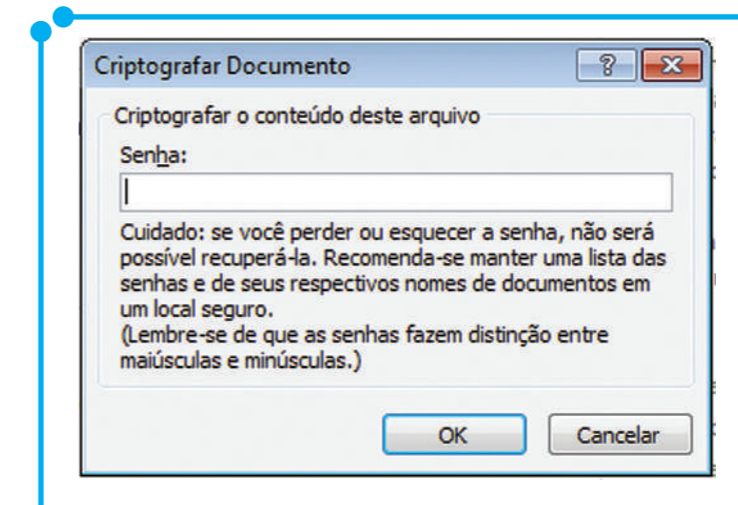 Criptografar Documento
Criptografar o conteúdo deste arquivo
Senha:
Cuidado: se você perder ou esquecer a senha, não será
possível recuperá-la. Recomenda-se manter uma lista das
senhas e de seus respectivos nomes de documentos em
um local seguro.
(Lembre-se de que as senhas fazem distinção entre
maiúsculas e minúsculas.)
OK Cancelar